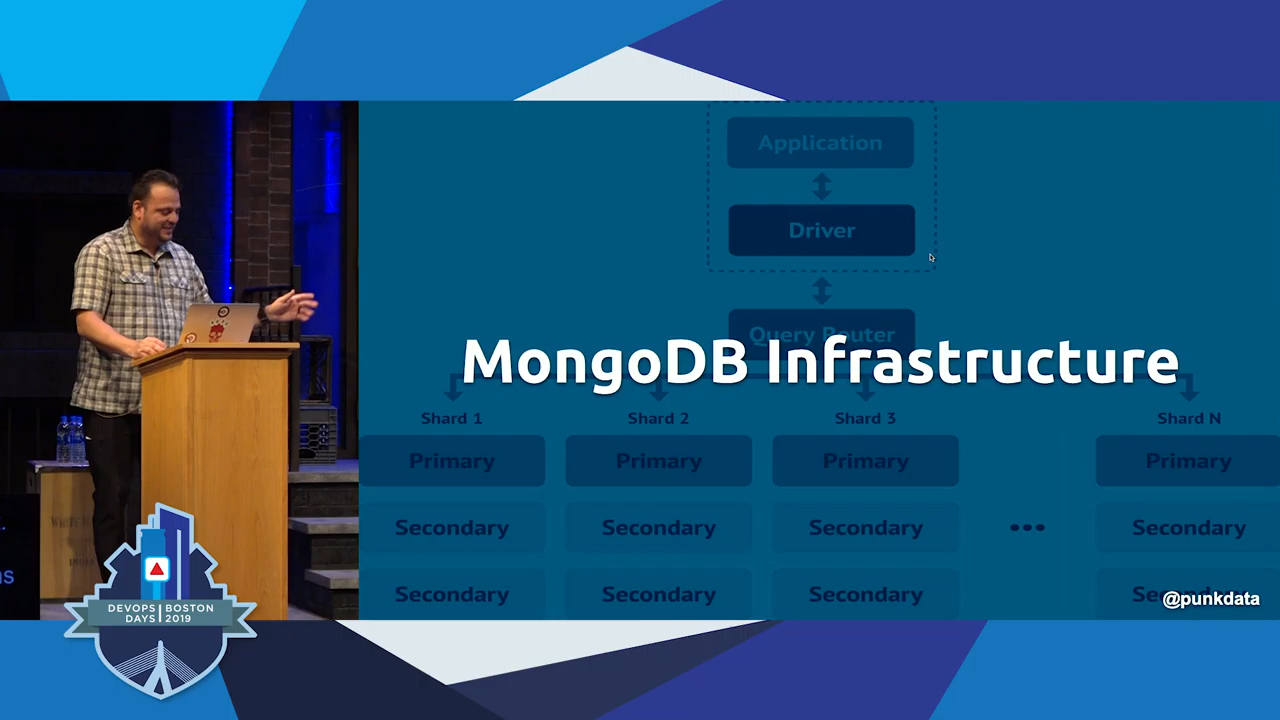 Application
Driver
Query Router
MongoDB Infrastructure
Shard 1
Shard 2
Shard 3
Shard N
Primary
Primary
Primary
Primary
Secondary
Secondary
Secondary
...
Secondary
Secondary
Secondary
Secondary
@punkdata
DEVOPS BOSTON
DAYS 2019